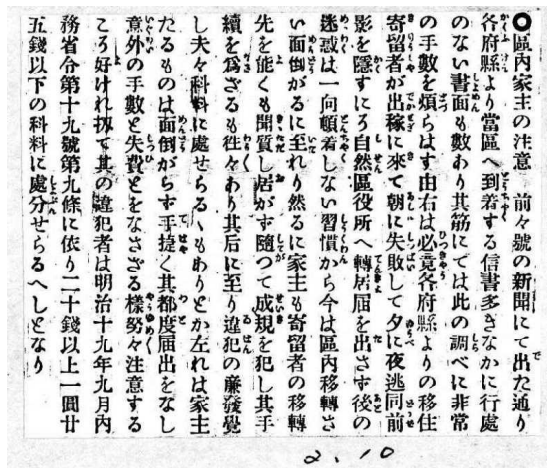 ○區内家主の注意　前々號の新聞にて出た通り
各府縣より當區へ到着する信書多きなかに行處
のない書面も數わり其筋にては此の調べに非常
の手數を煩らはす由右は必竟各府縣よりの移住
寄留者が出稼に來て朝に失敗して夕に夜逃同前
影を隱すにろ自然區役所へ轉居届を出さす後の
迷惑は一向頓着しない習慣から今は區内移轉さ
い面倒がるに至れり然るに家主も寄留者の移轉
先を能くも聞質し居がす隨つて成規を犯し其手
續を爲ざるも徃々わり其后に至り違犯の廉發覺
し夫々科料に處せらるゝもありとか左れは家主
たるものは面倒がらす手提く其都度届出をなし
意外の手數と失費とをなさざる樣努々注意する
ころ好けれ扨て其の違犯者は明治十九年九月内
務省令第十九號第九條に依り二十錢以上一圓廿
五錢以下の科料に處分せらるへしとなり
2.10